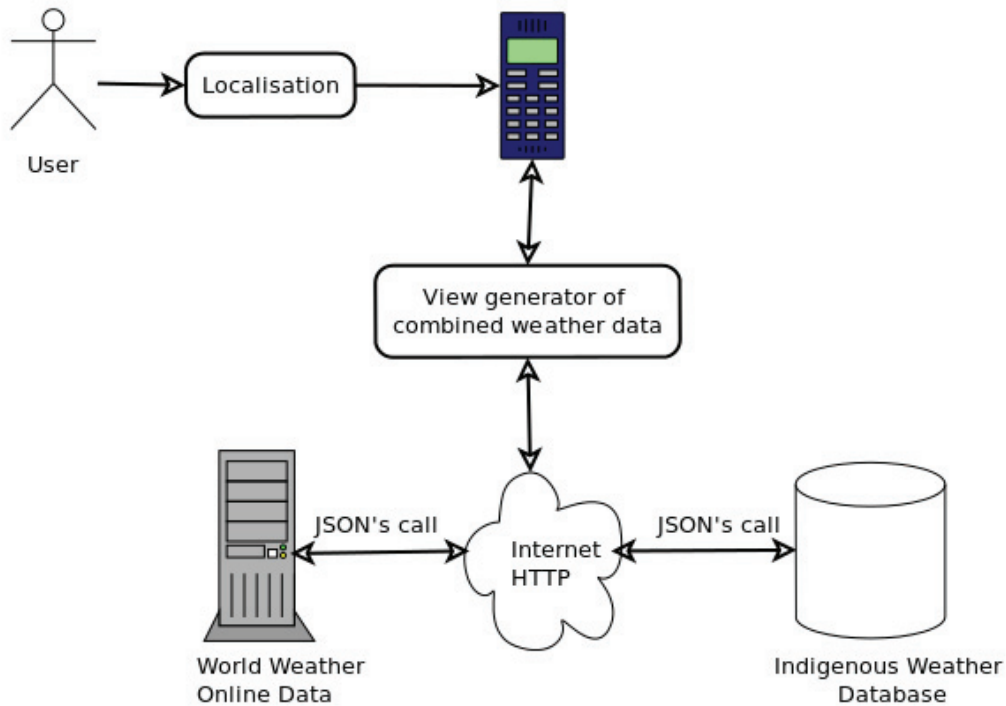 Localisation
User
View generator of
combined weather data
JSON's call
JSON's call
Internet
HTTP
World Weather
Online Data
Indigenous Weather
Database